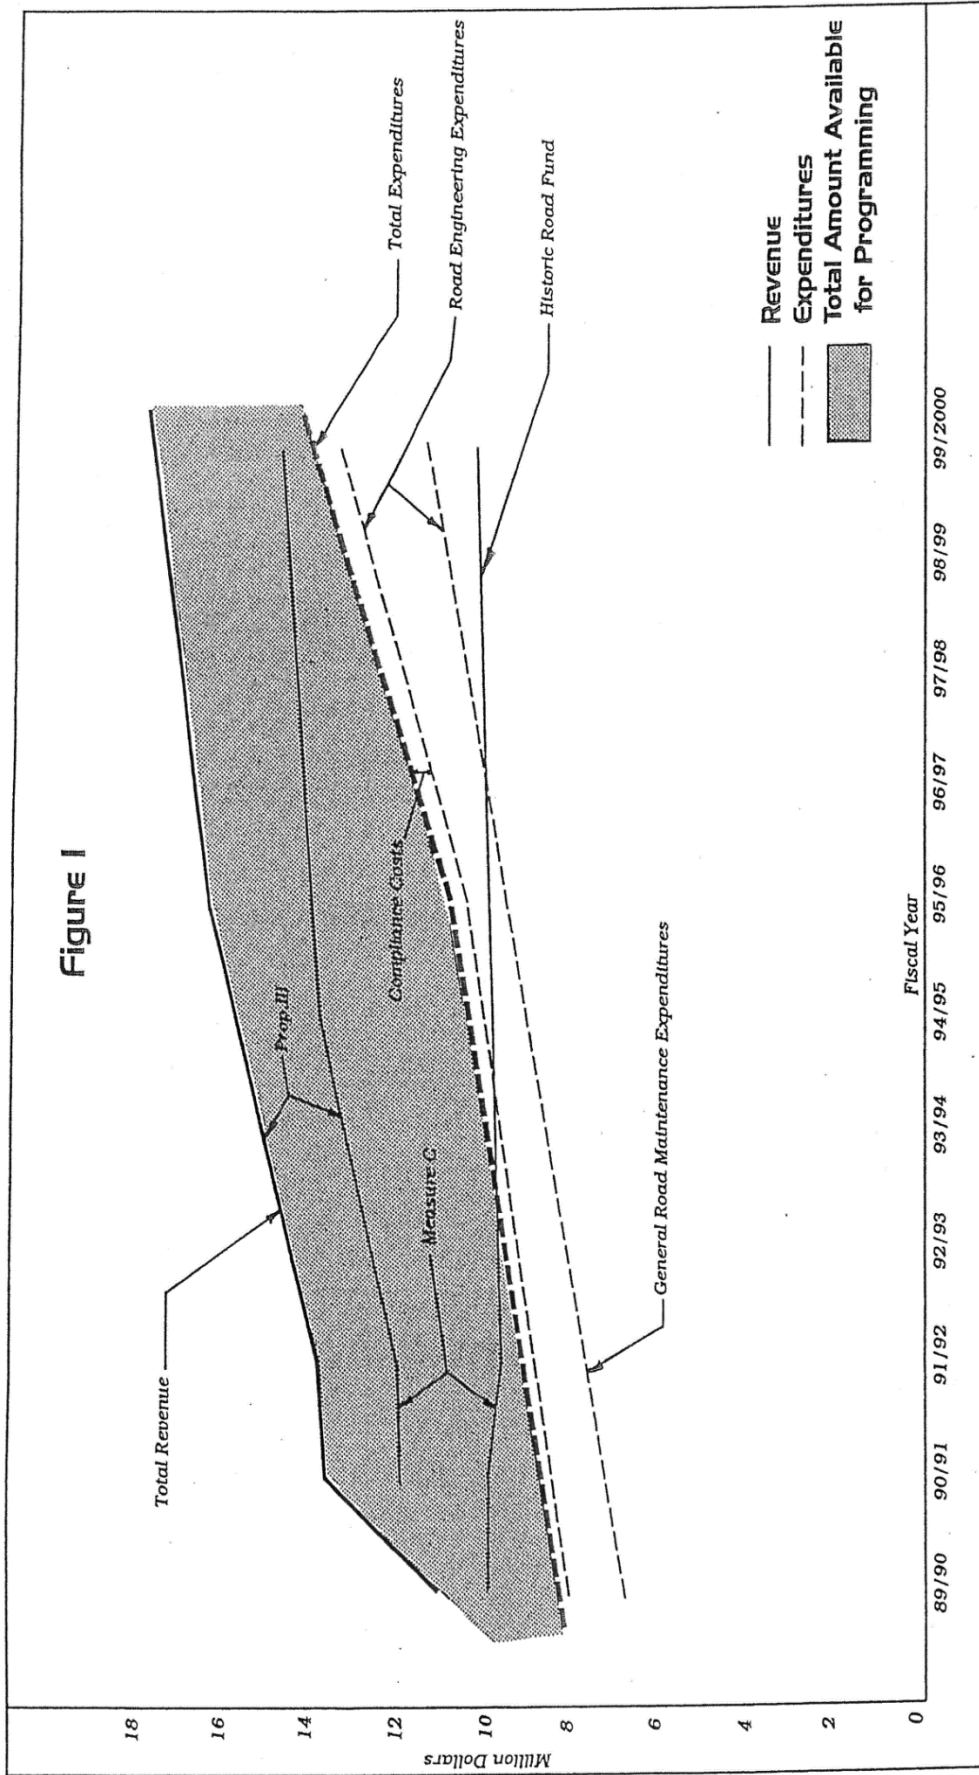 Figure 1
Total Revenue
Prop.111
Measure C
Compliance Costs
Total Expenditures
Road Engineering Expenditures
Historic Road Fund
General Road Maintenance Expenditures
Revenue
Expenditures
Total Amount Available
for Programming
Million Dollars
18
16
14
12
10
8
6
4
2
0
89/90 90/91 91/92 92/93 93/94 94/95 95/96 96/97 97/98 98/99 99/2000
Fiscal Year